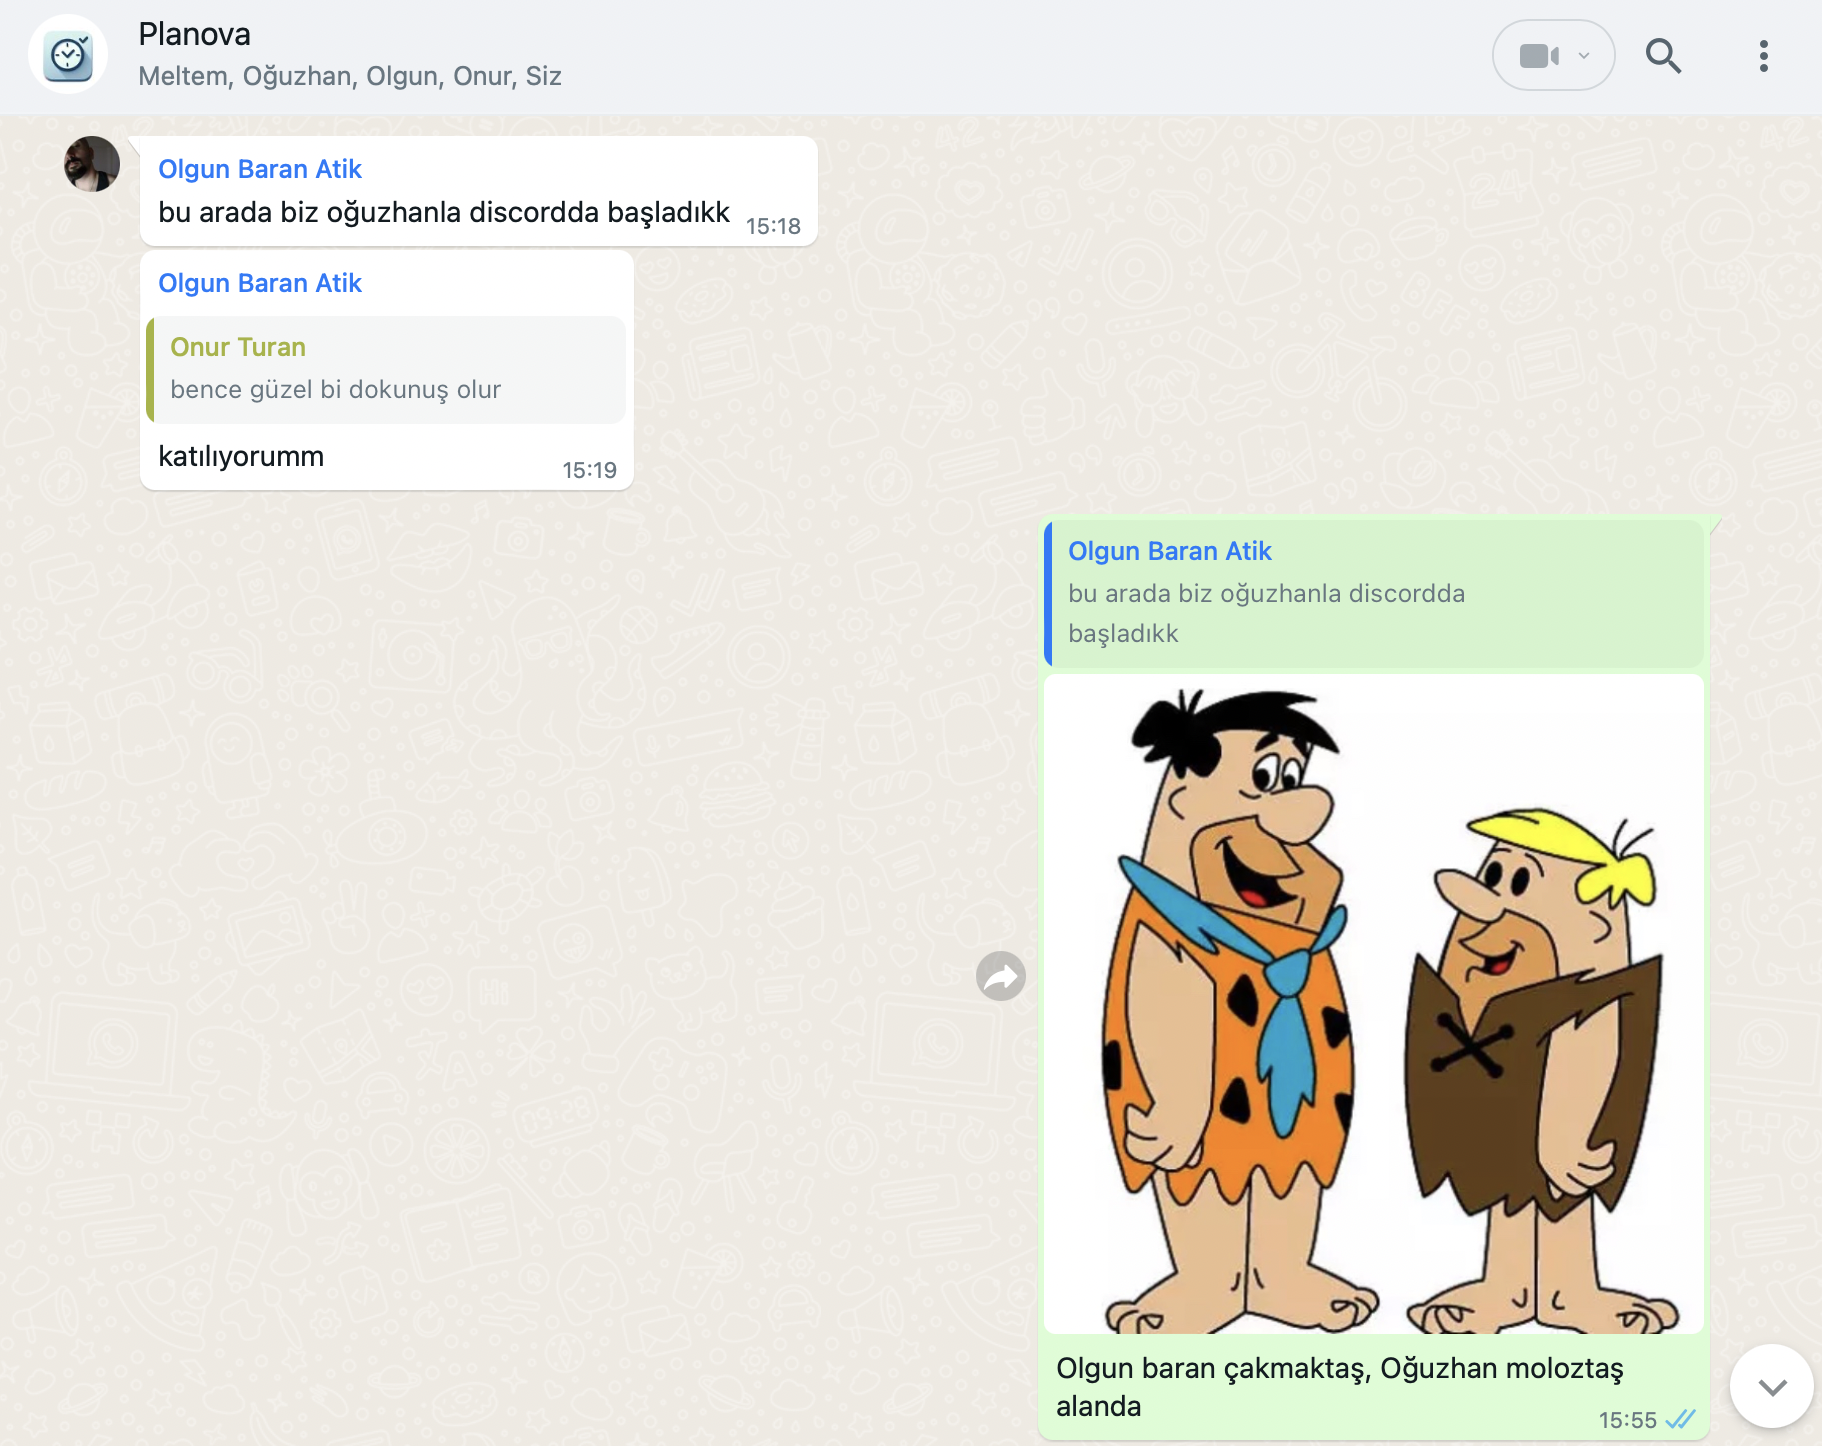 Planova
Meltem, Oğuzhan, Olgun, Onur, Siz
Olgun Baran Atik
bu arada biz oğuzhanla discordda başladıkk
15:18
Olgun Baran Atik
Onur Turan
bence güzel bi dokunuş olur
katılıyorumm
15:19
Olgun Baran Atik
bu arada biz oğuzhanla discordda
başladıkk
Olgun baran çakmaktaş, Oğuzhan moloztaş
alanda
15:55